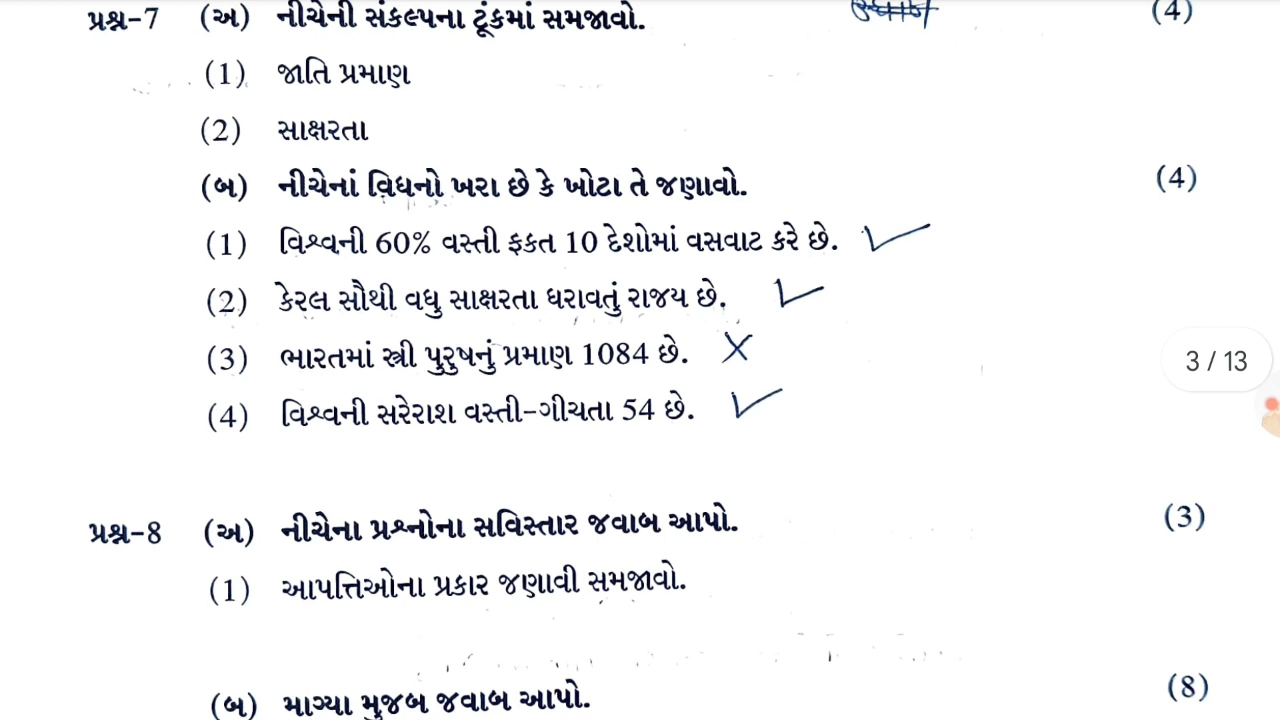 પ્રશ્ન-7 (અ) નીચેની સંકલ્પના ટૂંકમાં સમજાવો. (4)
(1) જાતિ પ્રમાણ
(2) સાક્ષરતા
(બ) નીચેનાં વિધનો ખરા છે કે ખોટા તે જણાવો. (4)
(1) વિશ્વની 60% વસ્તી ફકત 10 દેશોમાં વસવાટ કરે છે. ✓
(2) કેરલ સૌથી વધુ સાક્ષરતા ધરાવતું રાજય છે. ✓
(3) ભારતમાં સ્ત્રી પુરુષનું પ્રમાણ 1084 છે. ✗
3 / 13
(4) વિશ્વની સરેરાશ વસ્તી-ગીચતા 54 છે. ✓
પ્રશ્ન-8 (અ) નીચેના પ્રશ્નોના સવિસ્તાર જવાબ આપો. (3)
(1) આપત્તિઓના પ્રકાર જણાવી સમજાવો.
(બ) માગ્યા મુજબ જવાબ આપો. (8)